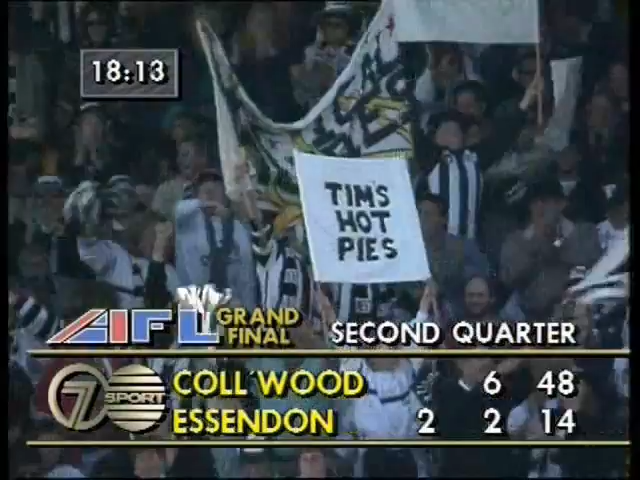 18:13
TIM'S
HOT
PIES
AFL GRAND FINAL
SECOND QUARTER
7 SPORT
COLL'WOOD 6 48
ESSENDON 2 2 14